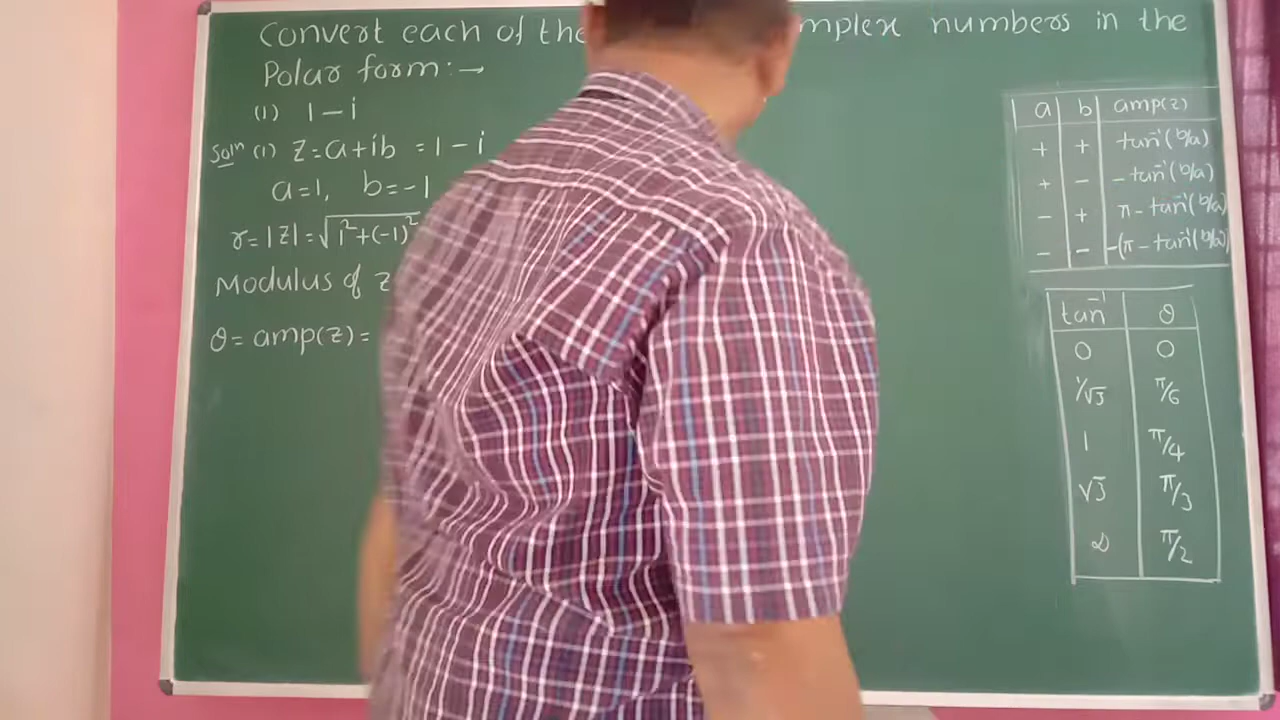 Convert each of the mplex numbers in the
Polar form:→
(1) 1-i
Soln (1) z=a+ib = 1-i
a=1, b=-1
r=|z|=√1²+(-1)²
Modulus of z
θ= amp(z)=
a b amp(z)
+ + tan⁻¹(b/a)
+ - -tan⁻¹(b/a)
- + π-tan⁻¹(b/a)
- - -(π-tan⁻¹(b/a)
tan⁻¹ θ
0 0
1/√3 π/6
1 π/4
√3 π/3
∞ π/2